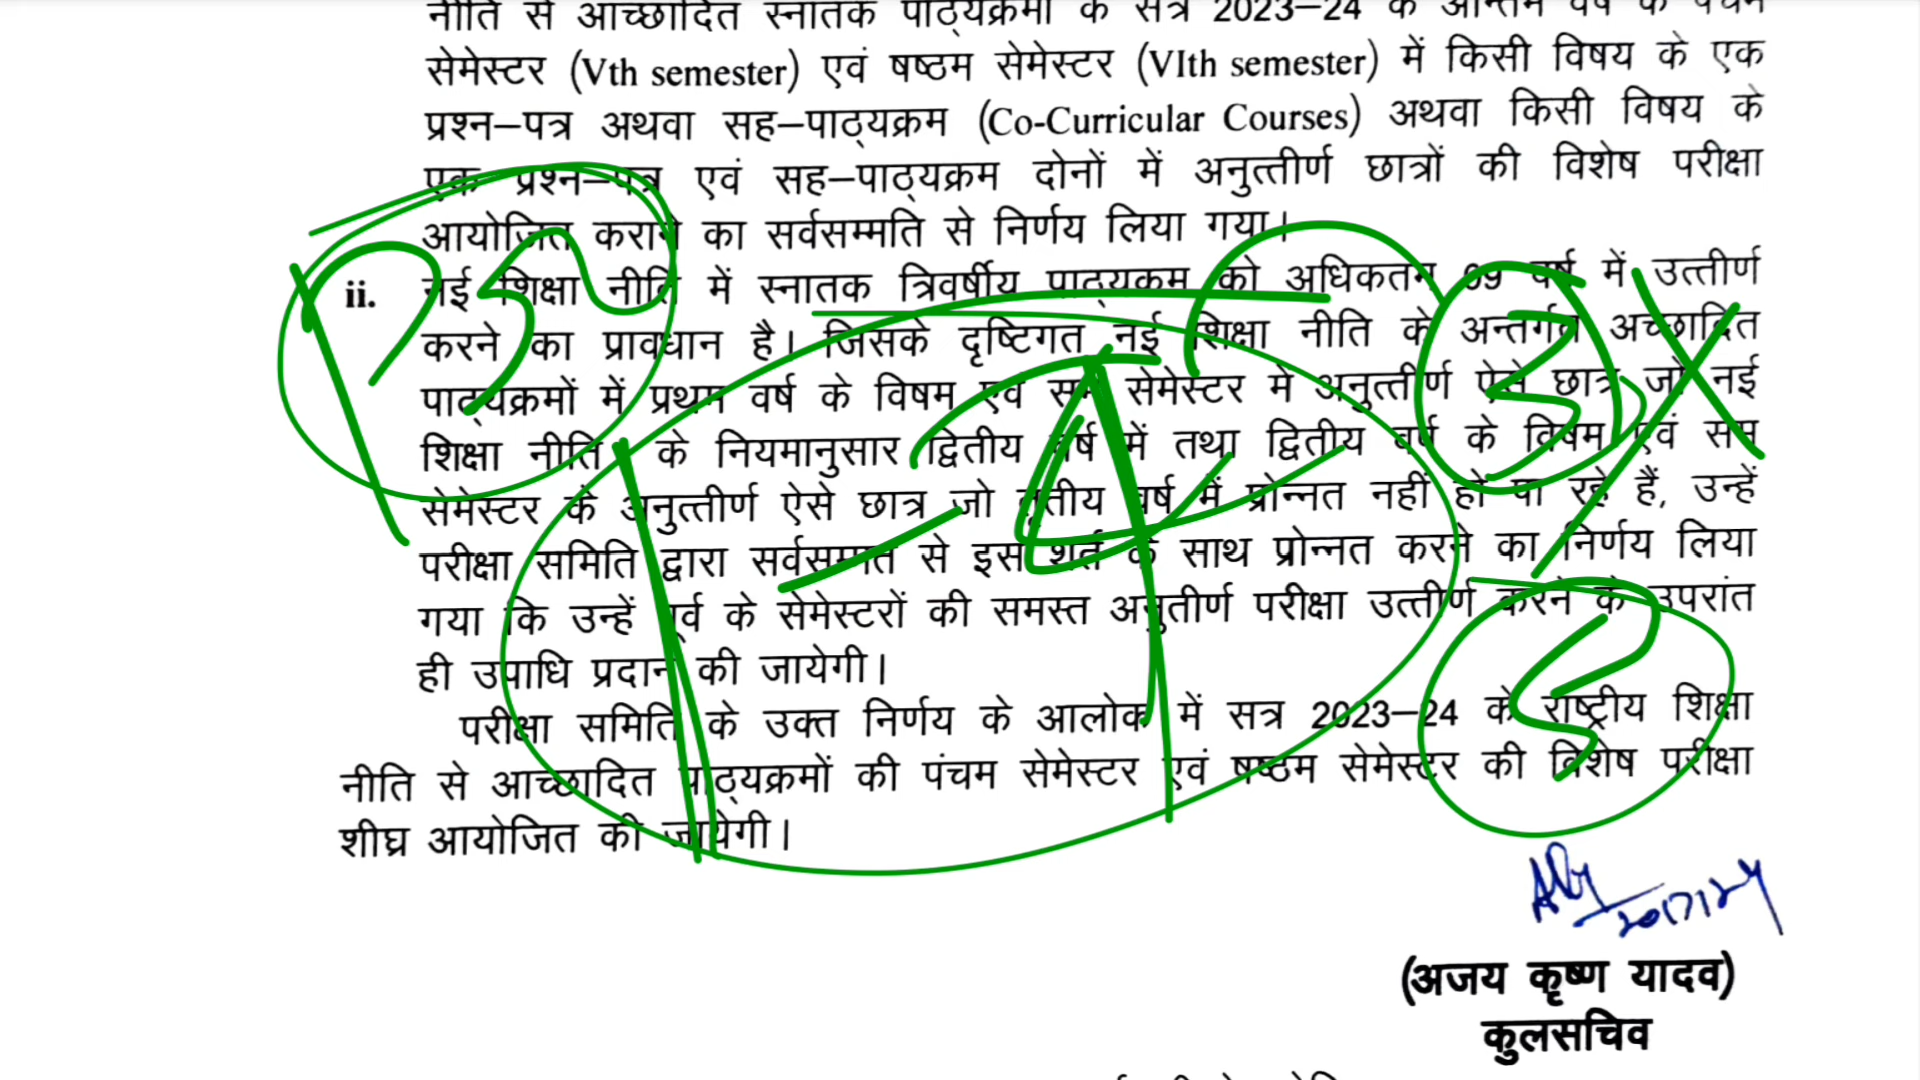 नीति से आच्छादित स्नातक पाठ्यक्रमों के सत्र 2023–24 के अन्तिम वर्ष के पंचम
सेमेस्टर (Vth semester) एवं षष्ठम सेमेस्टर (VIth semester) में किसी विषय के एक
प्रश्न–पत्र अथवा सह–पाठ्यक्रम (Co-Curricular Courses) अथवा किसी विषय के
एक प्रश्न–पत्र एवं सह–पाठ्यक्रम दोनों में अनुत्तीर्ण छात्रों की विशेष परीक्षा
आयोजित कराने का सर्वसम्मति से निर्णय लिया गया।
ii. नई शिक्षा नीति में स्नातक त्रिवर्षीय पाठ्यक्रम को अधिकतम 09 वर्ष में उत्तीर्ण
करने का प्रावधान है। जिसके दृष्टिगत नई शिक्षा नीति के अन्तर्गत अच्छादित
पाठ्यक्रमों में प्रथम वर्ष के विषम एवं सम सेमेस्टर में अनुत्तीर्ण ऐसे छात्र जो नई
शिक्षा नीति के नियमानुसार द्वितीय वर्ष में तथा द्वितीय वर्ष के विषम एवं सम
सेमेस्टर के अनुत्तीर्ण ऐसे छात्र जो तृतीय वर्ष में प्रोन्नत नहीं हो पा रहे हैं, उन्हें
परीक्षा समिति द्वारा सर्वसम्मत से इस शर्त के साथ प्रोन्नत करने का निर्णय लिया
गया कि उन्हें पूर्व के सेमेस्टरों की समस्त अनुतीर्ण परीक्षा उत्तीर्ण करने के उपरांत
ही उपाधि प्रदान की जायेगी।
परीक्षा समिति के उक्त निर्णय के आलोक में सत्र 2023–24 के राष्ट्रीय शिक्षा
नीति से आच्छादित पाठ्यक्रमों की पंचम सेमेस्टर एवं षष्ठम सेमेस्टर की विशेष परीक्षा
शीघ्र आयोजित की जायेगी।
(अजय कृष्ण यादव)
कुलसचिव